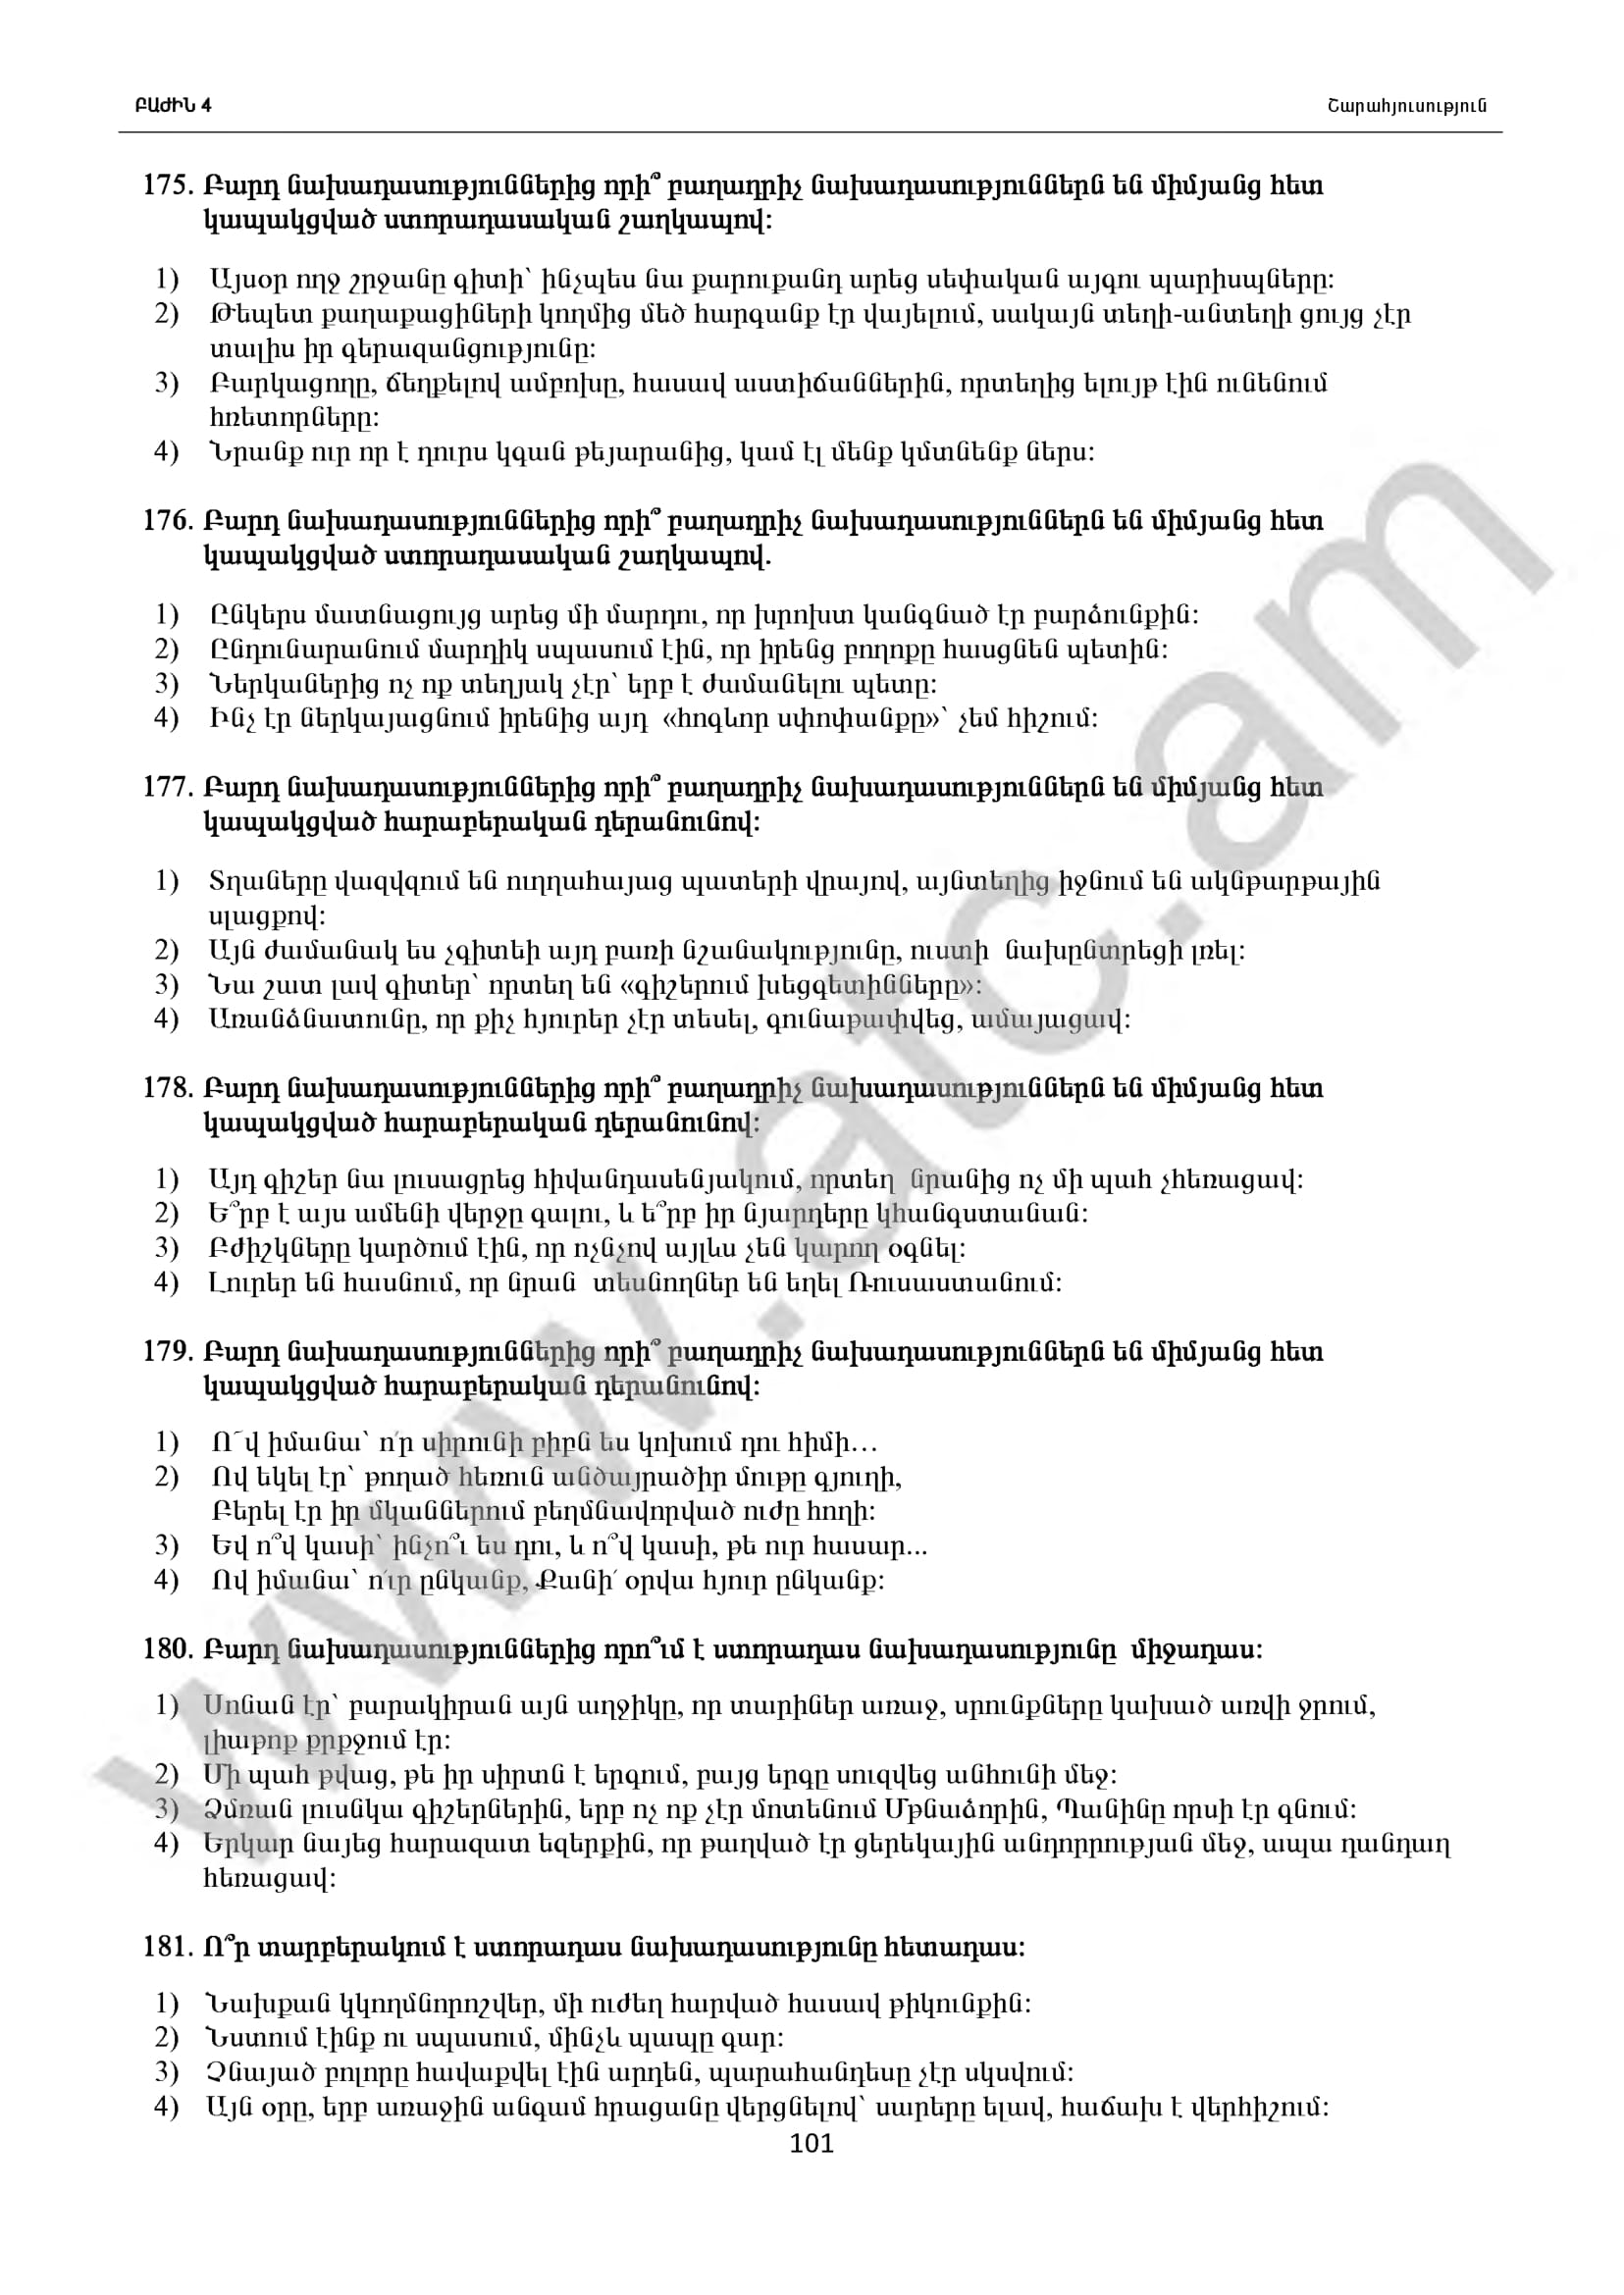 ԲԱԺԻՆ 4 Շարահյուսություն
175. Բարդ նախադասություններից որի՞ բաղադրիչ նախադասություններն են միմյանց հետ
կապակցված ստորադասական շաղկապով:
1) Այսօր ողջ շրջանը գիտի՝ ինչպես նա քարուքանդ արեց սեփական այգու պարիսպները:
2) Թեպետ քաղաքացիների կողմից մեծ հարգանք էր վայելում, սակայն տեղի-անտեղի ցույց չէր
տալիս իր գերազանցությունը:
3) Բարկացողը, ճեղքելով ամբոխը, հասավ աստիճաններին, որտեղից ելույթ էին ունենում
հռետորները:
4) Նրանք ուր որ է դուրս կգան թեյարանից, կամ էլ մենք կմտնենք ներս:
176. Բարդ նախադասություններից որի՞ բաղադրիչ նախադասություններն են միմյանց հետ
կապակցված ստորադասական շաղկապով.
1) Ընկերս մատնացույց արեց մի մարդու, որ խրոխտ կանգնած էր բարձունքին:
2) Ընդունարանում մարդիկ սպասում էին, որ իրենց բողոքը հասցնեն պետին:
3) Ներկաներից ոչ ոք տեղյակ չէր՝ երբ է ժամանելու պետը:
4) Ինչ էր ներկայացնում իրենից այդ «հոգևոր սփոփանքը»՝ չեմ հիշում:
177. Բարդ նախադասություններից որի՞ բաղադրիչ նախադասություններն են միմյանց հետ
կապակցված հարաբերական դերանունով:
1) Տղաները վազվզում են ուղղահայաց պատերի վրայով, այնտեղից իջնում են ակնթարթային
սլացքով:
2) Այն ժամանակ ես չգիտեի այդ բառի նշանակությունը, ուստի նախընտրեցի լռել:
3) Նա շատ լավ գիտեր՝ որտեղ են «գիշերում խեցգետինները»:
4) Առանձնատունը, որ քիչ հյուրեր չէր տեսել, գունաթափվեց, ամայացավ:
178. Բարդ նախադասություններից որի՞ բաղադրիչ նախադասություններն են միմյանց հետ
կապակցված հարաբերական դերանունով:
1) Այդ գիշեր նա լուսացրեց հիվանդասենյակում, որտեղ նրանից ոչ մի պահ չհեռացավ:
2) Ե՞րբ է այս ամենի վերջը գալու, և ե՞րբ իր նյարդերը կհանգստանան:
3) Բժիշկները կարծում էին, որ ոչնչով այլևս չեն կարող օգնել:
4) Լուրեր են հասնում, որ նրան տեսնողներ են եղել Ռուսաստանում:
179. Բարդ նախադասություններից որի՞ բաղադրիչ նախադասություններն են միմյանց հետ
կապակցված հարաբերական դերանունով:
1) Ո՜վ իմանա՝ ո՛ր սիրունի բիբն ես կոխում դու հիմի…
2) Ով եկել էր՝ թողած հեռուն անծայրածիր մութը գյուղի,
Բերել էր իր մկաններում բեղմնավորված ուժը հողի:
3) Եվ ո՞վ կասի՝ ինչո՞ւ ես դու, և ո՞վ կասի, թե ուր հասար...
4) Ով իմանա՝ ո՛ւր ընկանք, Քանի՛ օրվա հյուր ընկանք:
180. Բարդ նախադասություններից որո՞ւմ է ստորադաս նախադասությունը միջադաս:
1) Սոնան էր՝ բարակիրան այն աղջիկը, որ տարիներ առաջ, սրունքները կախած առվի ջրում,
լիաթոք քրքջում էր:
2) Մի պահ թվաց, թե իր սիրտն է երգում, բայց երգը սուզվեց անհունի մեջ:
3) Ձմռան լուսնկա գիշերներին, երբ ոչ ոք չէր մոտենում Մթնաձորին, Պանինը որսի էր գնում:
4) Երկար նայեց հարազատ եզերքին, որ թաղված էր ցերեկային անդորրության մեջ, ապա դանդաղ
հեռացավ:
181. Ո՞ր տարբերակում է ստորադաս նախադասությունը հետադաս:
1) Նախքան կկողմնորոշվեր, մի ուժեղ հարված հասավ թիկունքին:
2) Նստում էինք ու սպասում, մինչև պապը գար:
3) Չնայած բոլորը հավաքվել էին արդեն, պարահանդեսը չէր սկսվում:
4) Այն օրը, երբ առաջին անգամ հրացանը վերցնելով՝ սարերը ելավ, հաճախ է վերհիշում:
101
www.atc.am